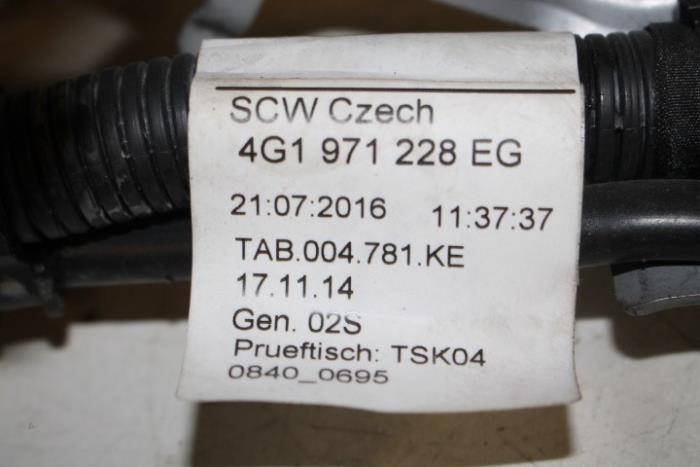 SCW Czech
4G1 971 228 EG
21:07:2016 11:37:37
TAB.004.781.KE
17.11.14
Gen. 02S
Prueftisch: TSK04
0840_0695